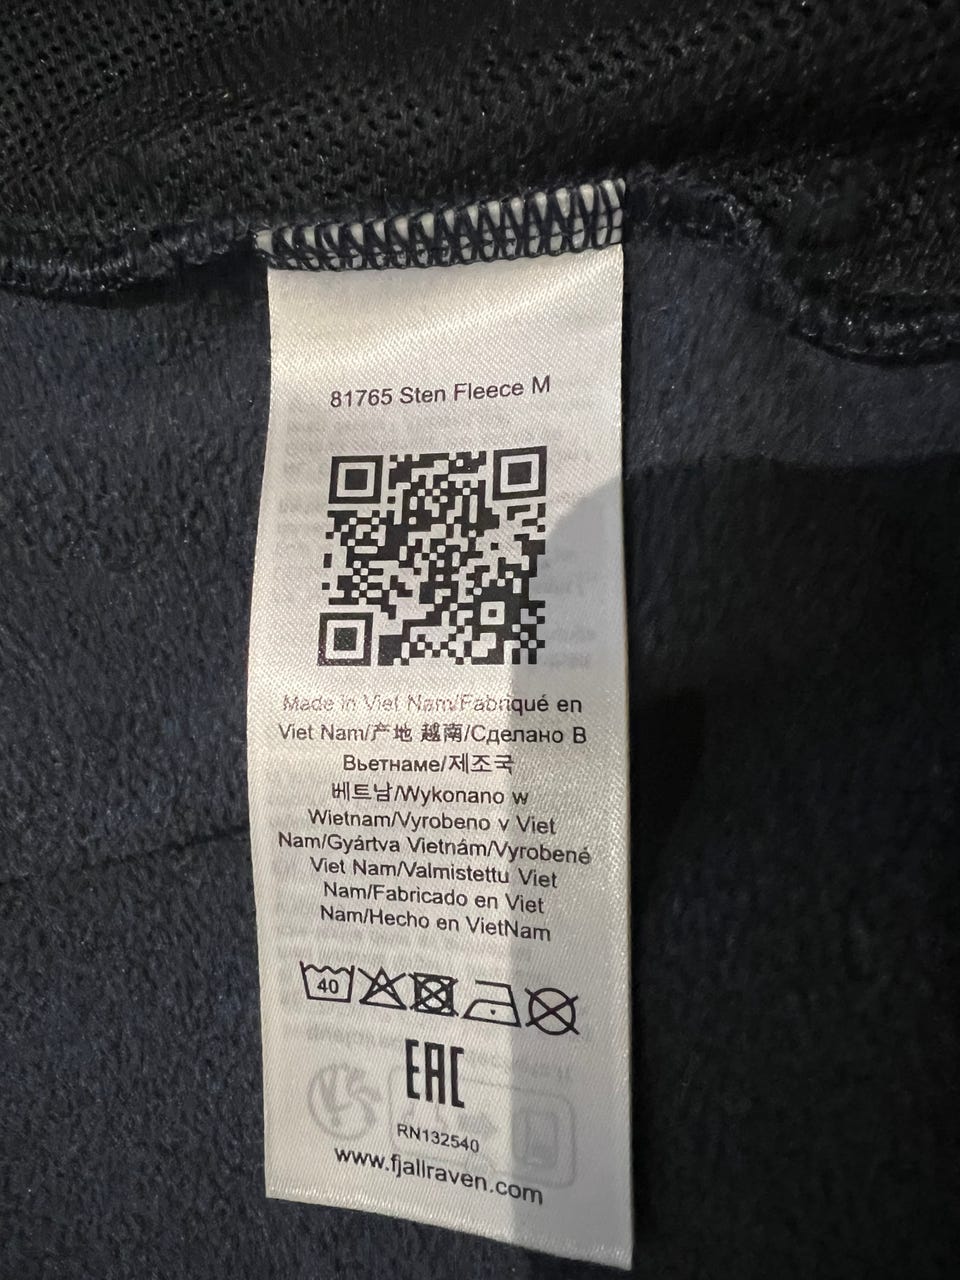 81765 Sten Fleece M
Made in Viet Nam/Fabriqué en
Viet Nam/产地 越南/Сделано В
Вьетнаме/제조국
베트남/Wykonano w
Wietnam/Vyrobeno v Viet
Nam/Gyártva Vietnám/Vyrobené
Viet Nam/Valmistettu Viet
Nam/Fabricado en Viet
Nam/Hecho en VietNam
40
EAC
RN132540
www.fjallraven.com